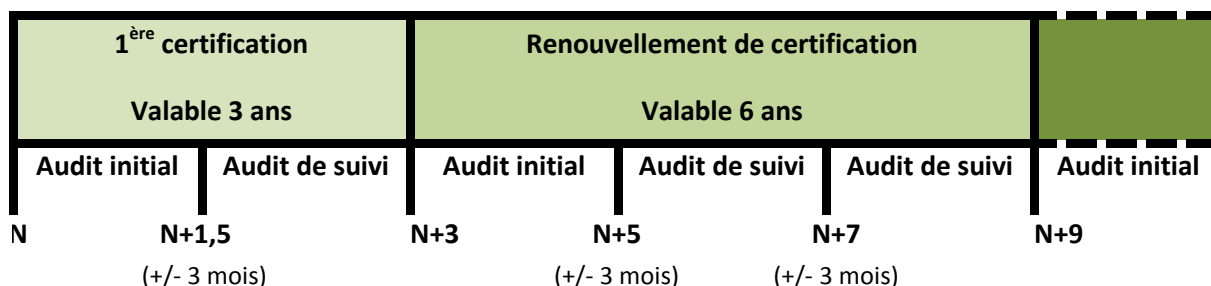 1ère certification
Valable 3 ans
Renouvellement de certification
Valable 6 ans
Audit initial
Audit de suivi
Audit initial
Audit de suivi
Audit de suivi
Audit initial
N
N+1,5
N+3
N+5
N+7
N+9
(+/- 3 mois)
(+/- 3 mois)
(+/- 3 mois)